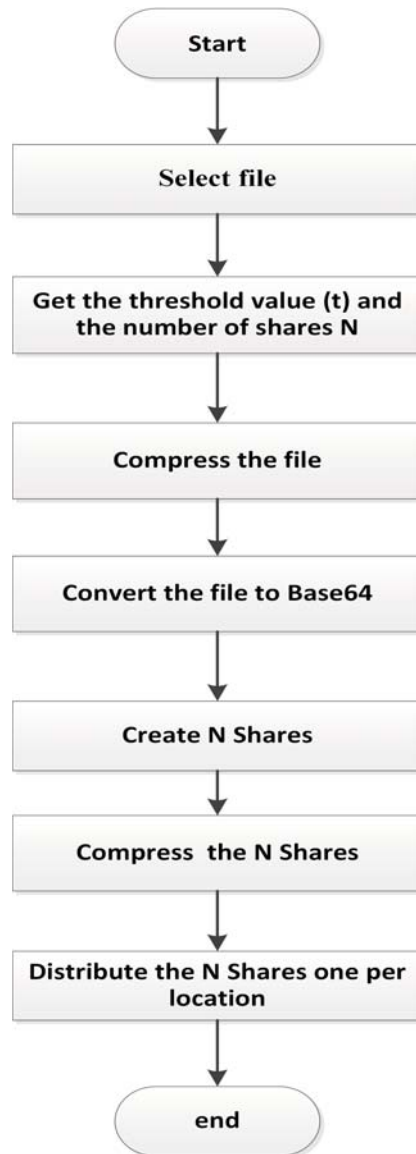 Start
Select file
Get the threshold value (t) and
the number of shares N
Compress the file
Convert the file to Base64
Create N Shares
Compress the N Shares
Distribute the N Shares one per
location
end